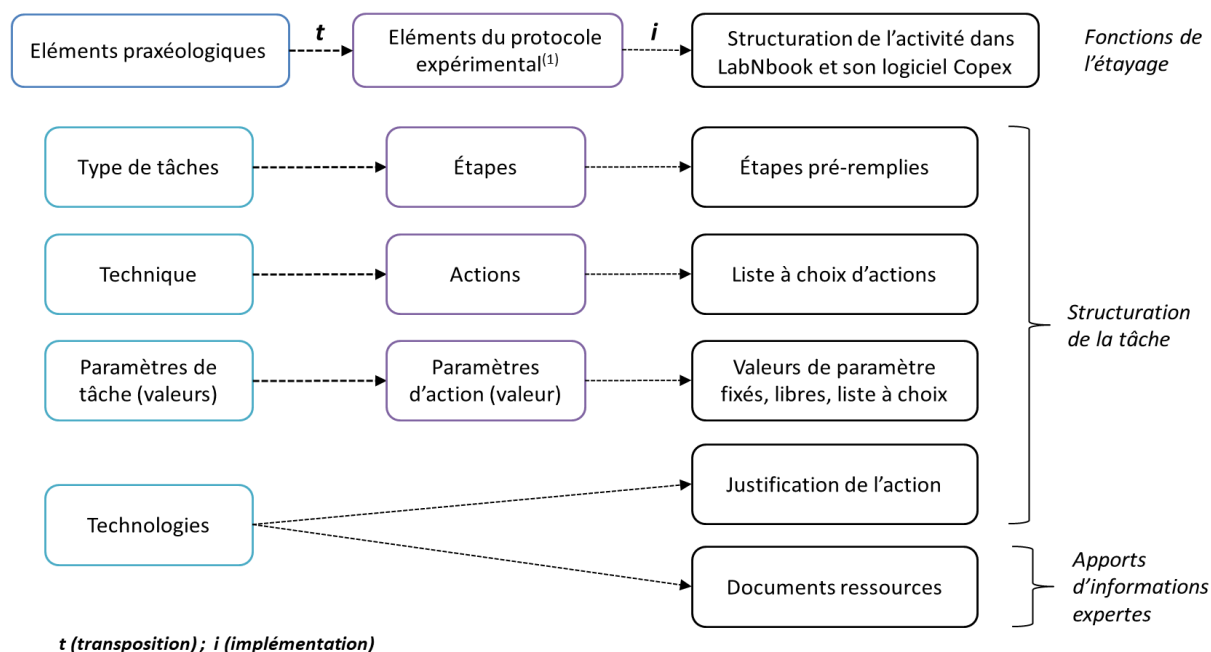 Eléments praxéologiques
t
Eléments du protocole
expérimental(1)
i
Structuration de l'activité dans
LabNbook et son logiciel Copex
Fonctions de
l'étayage
Type de tâches
Étapes
Étapes pré-remplies
Technique
Actions
Liste à choix d'actions
Structuration
de la tâche
Paramètres de
tâche (valeurs)
Paramètres
d'action (valeur)
Valeurs de paramètre
fixés, libres, liste à choix
Justification de l'action
Technologies
Documents ressources
Apports
d'informations
expertes
t (transposition) ; i (implémentation)